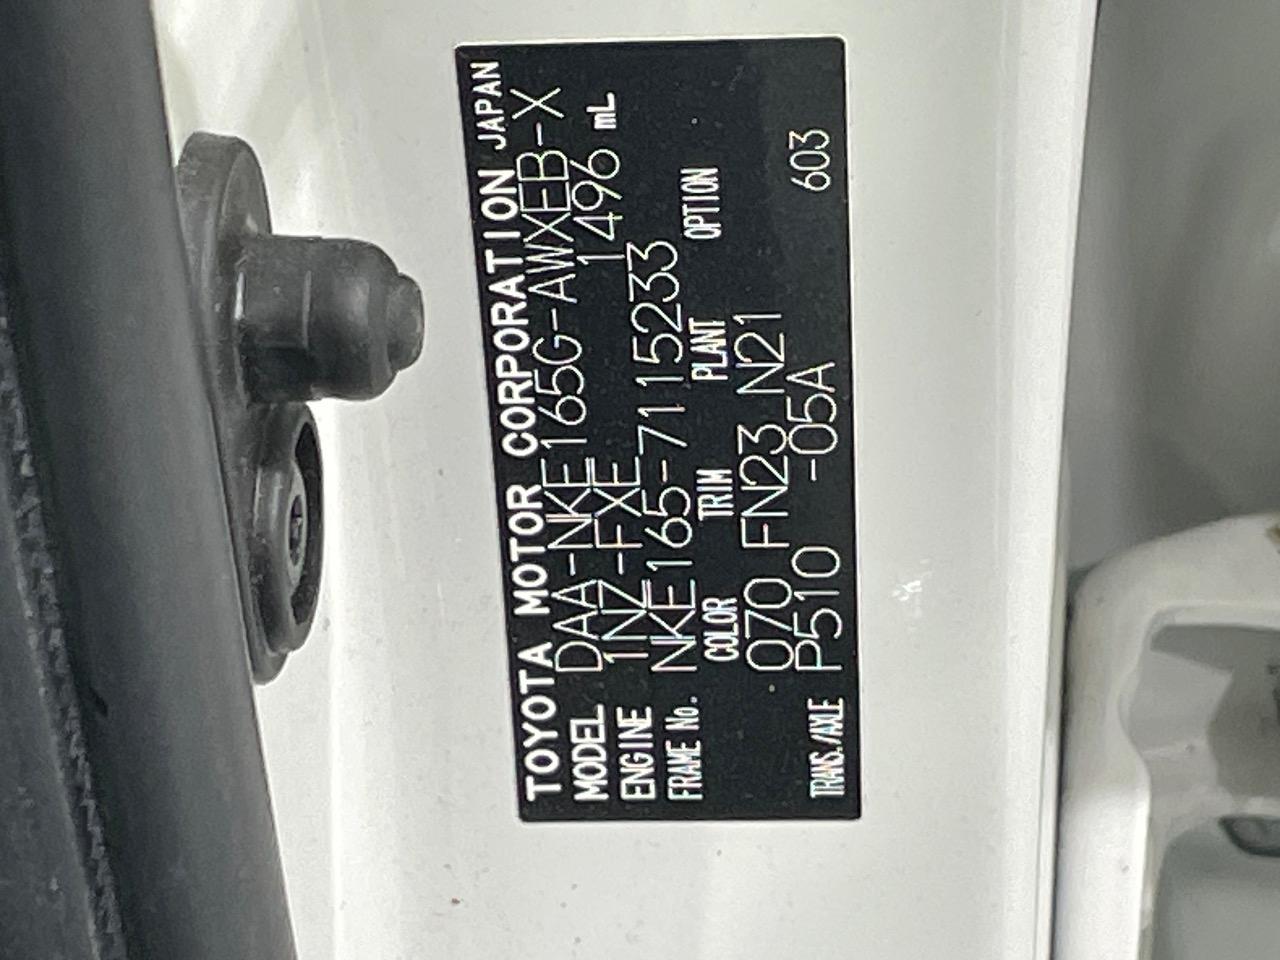 TOYOTA MOTOR CORPORATION JAPAN
MODEL DAA-NKE165G-AWXEB-X
ENGINE 1NZ-FXE 1496 mL
FRAME No. NKE165-7115233
COLOR TRIM PLANT OPTION
070 FN23 N21
TRANS./AXLE P510 -05A 603